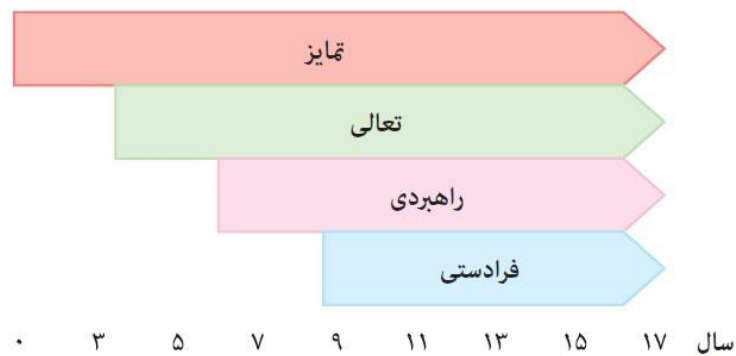 تمایز
تعالی
راهبردی
فرادستی
۰ ۳ ۵ ۷ ۹ ۱۱ ۱۳ ۱۵ ۱۷ سال